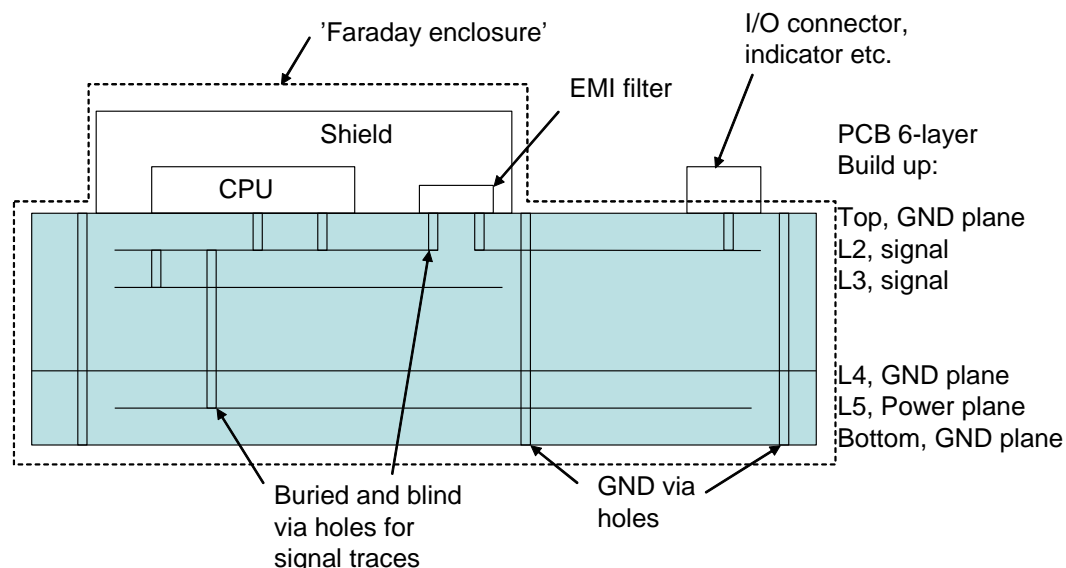 ’Faraday enclosure’
I/O connector,
indicator etc.
EMI filter
Shield
CPU
PCB 6-layer
Build up:
Top, GND plane
L2, signal
L3, signal
L4, GND plane
L5, Power plane
Bottom, GND plane
Buried and blind
via holes for
signal traces
GND via
holes